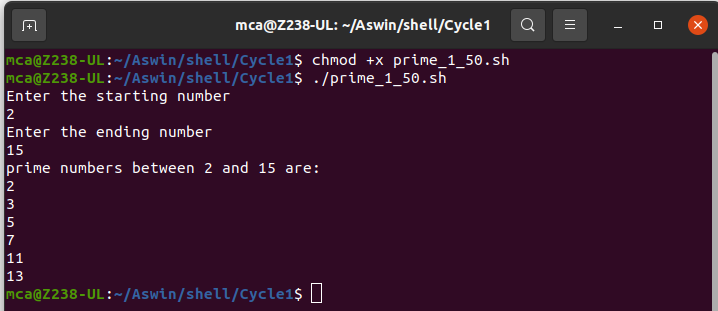 mca@Z238-UL: ~/Aswin/shell/Cycle1
mca@Z238-UL:~/Aswin/shell/Cycle1$ chmod +x prime_1_50.sh
mca@Z238-UL:~/Aswin/shell/Cycle1$ ./prime_1_50.sh
Enter the starting number
2
Enter the ending number
15
prime numbers between 2 and 15 are:
2
3
5
7
11
13
mca@Z238-UL:~/Aswin/shell/Cycle1$